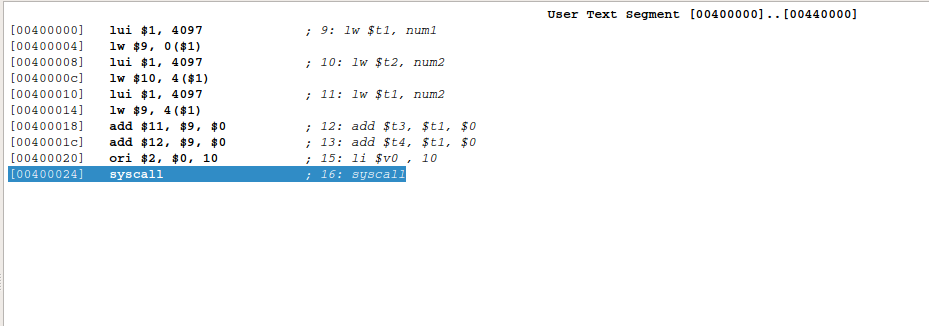 User Text Segment [00400000]..[00440000]
[00400000] lui $1, 4097 ; 9: lw $t1, num1
[00400004] lw $9, 0($1)
[00400008] lui $1, 4097 ; 10: lw $t2, num2
[0040000c] lw $10, 4($1)
[00400010] lui $1, 4097 ; 11: lw $t1, num2
[00400014] lw $9, 4($1)
[00400018] add $11, $9, $0 ; 12: add $t3, $t1, $0
[0040001c] add $12, $9, $0 ; 13: add $t4, $t1, $0
[00400020] ori $2, $0, 10 ; 15: li $v0 , 10
[00400024] syscall ; 16: syscall